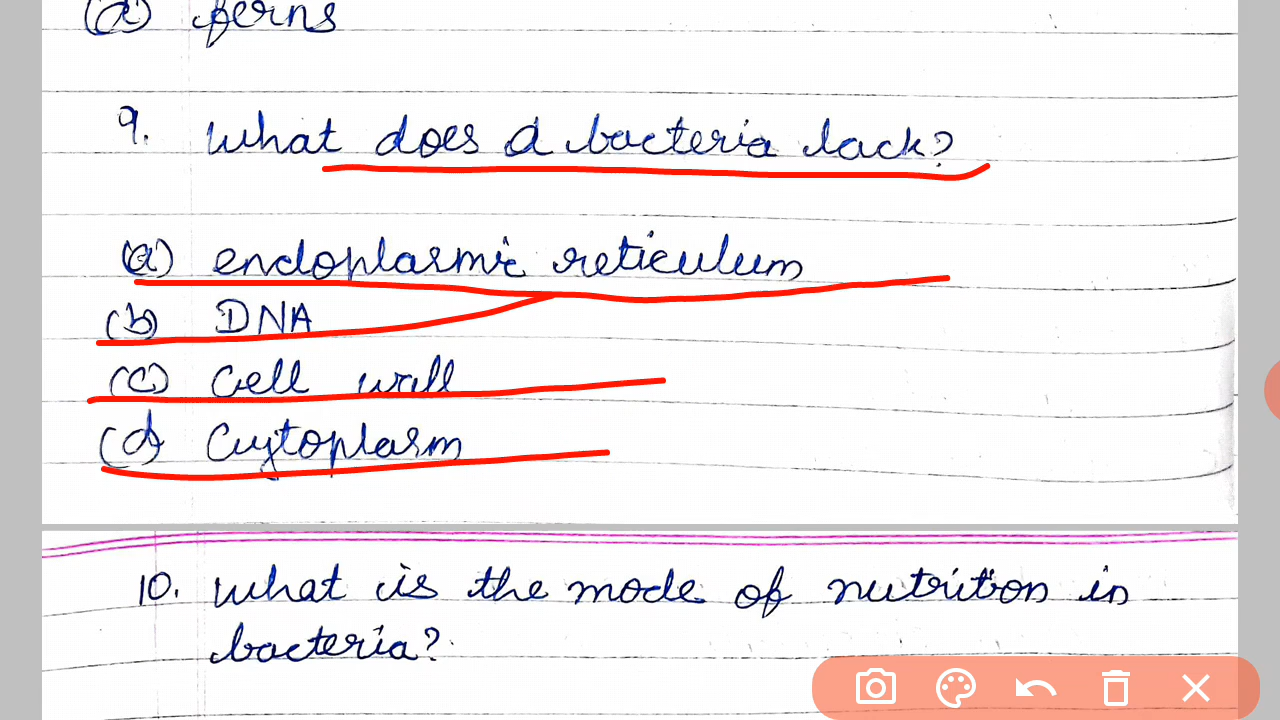 (d) ferns
9. What does a bacteria lack?
(a) endoplasmic reticulum
(b) DNA
(c) Cell wall
(d) Cytoplasm
10. What is the mode of nutrition in
bacteria?